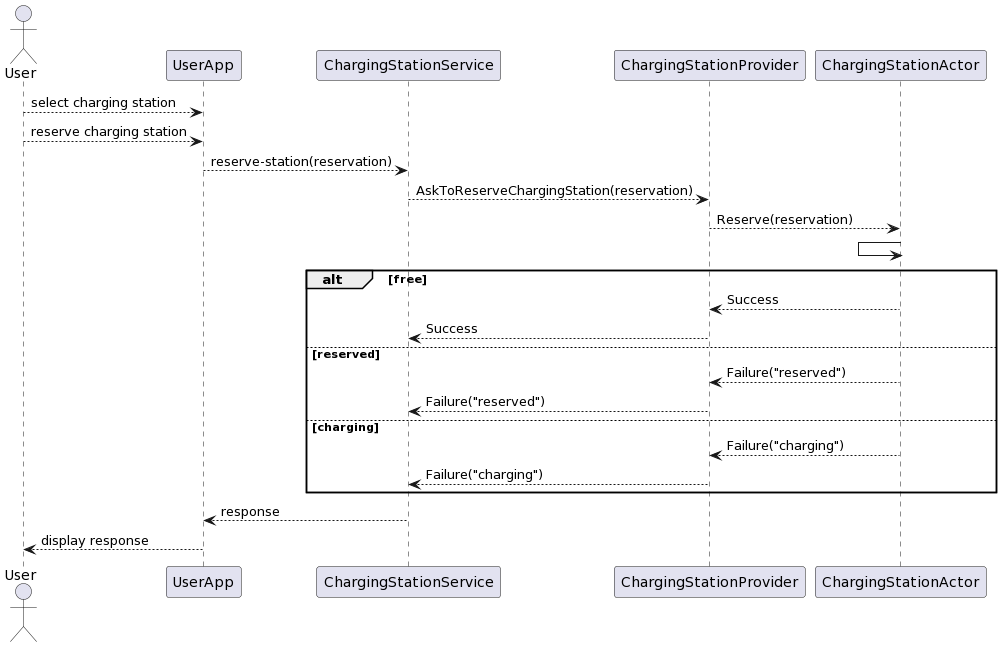 User
UserApp
ChargingStationService
ChargingStationProvider
ChargingStationActor
select charging station
reserve charging station
reserve-station(reservation)
AskToReserveChargingStation(reservation)
Reserve(reservation)
alt
[free]
Success
Success
[reserved]
Failure("reserved")
Failure("reserved")
[charging]
Failure("charging")
Failure("charging")
response
display response
User
UserApp
ChargingStationService
ChargingStationProvider
ChargingStationActor